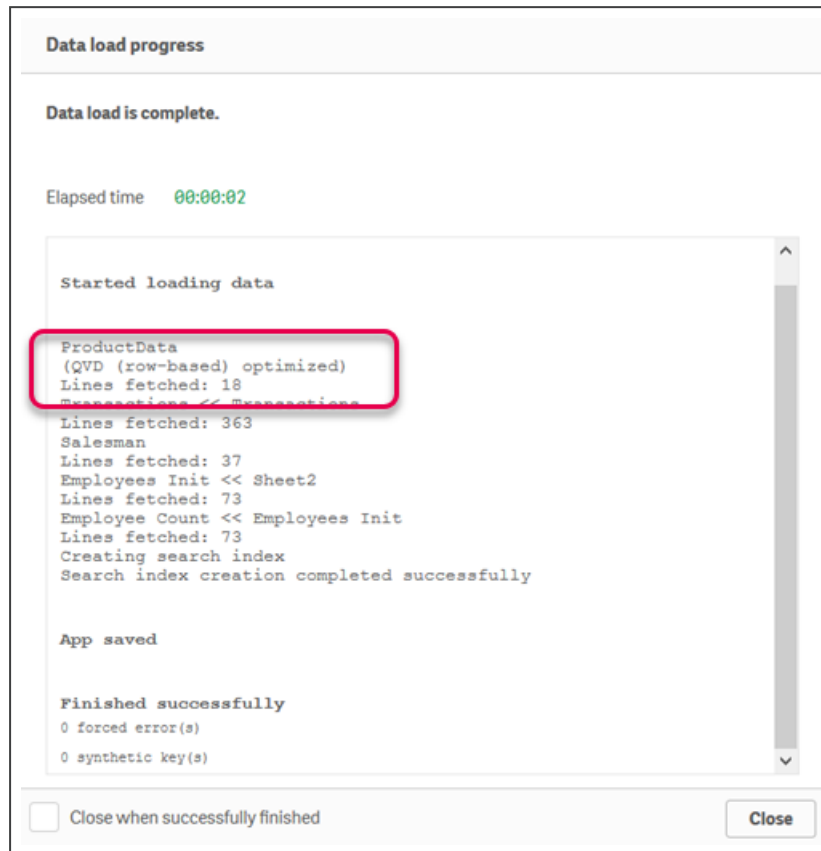 Data load progress
Data load is complete.
Elapsed time 00:00:02
Started loading data
ProductData
(QVD (row-based) optimized)
Lines fetched: 18
Transactions << Transactions
Lines fetched: 363
Salesman
Lines fetched: 37
Employees Init << Sheet2
Lines fetched: 73
Employee Count << Employees Init
Lines fetched: 73
Creating search index
Search index creation completed successfully
App saved
Finished successfully
0 forced error(s)
0 synthetic key(s)
Close when successfully finished
Close